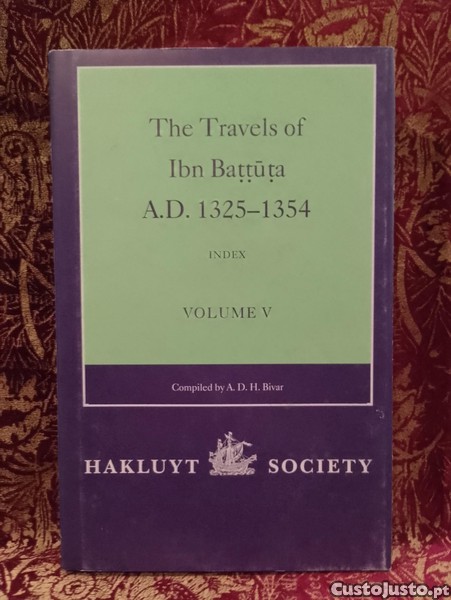 The Travels of
Ibn Baṭṭūṭa
A.D. 1325–1354
INDEX
VOLUME V
Compiled by A. D. H. Bivar
HAKLUYT SOCIETY
CustoJusto.pt